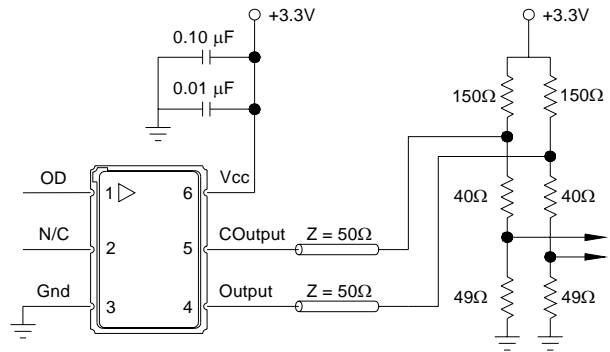 +3.3V
+3.3V
0.10 µF
0.01 µF
150Ω
150Ω
OD
Vcc
1
6
40Ω
40Ω
N/C
COutput
Z = 50Ω
2
5
Gnd
Output
Z = 50Ω
3
4
49Ω
49Ω